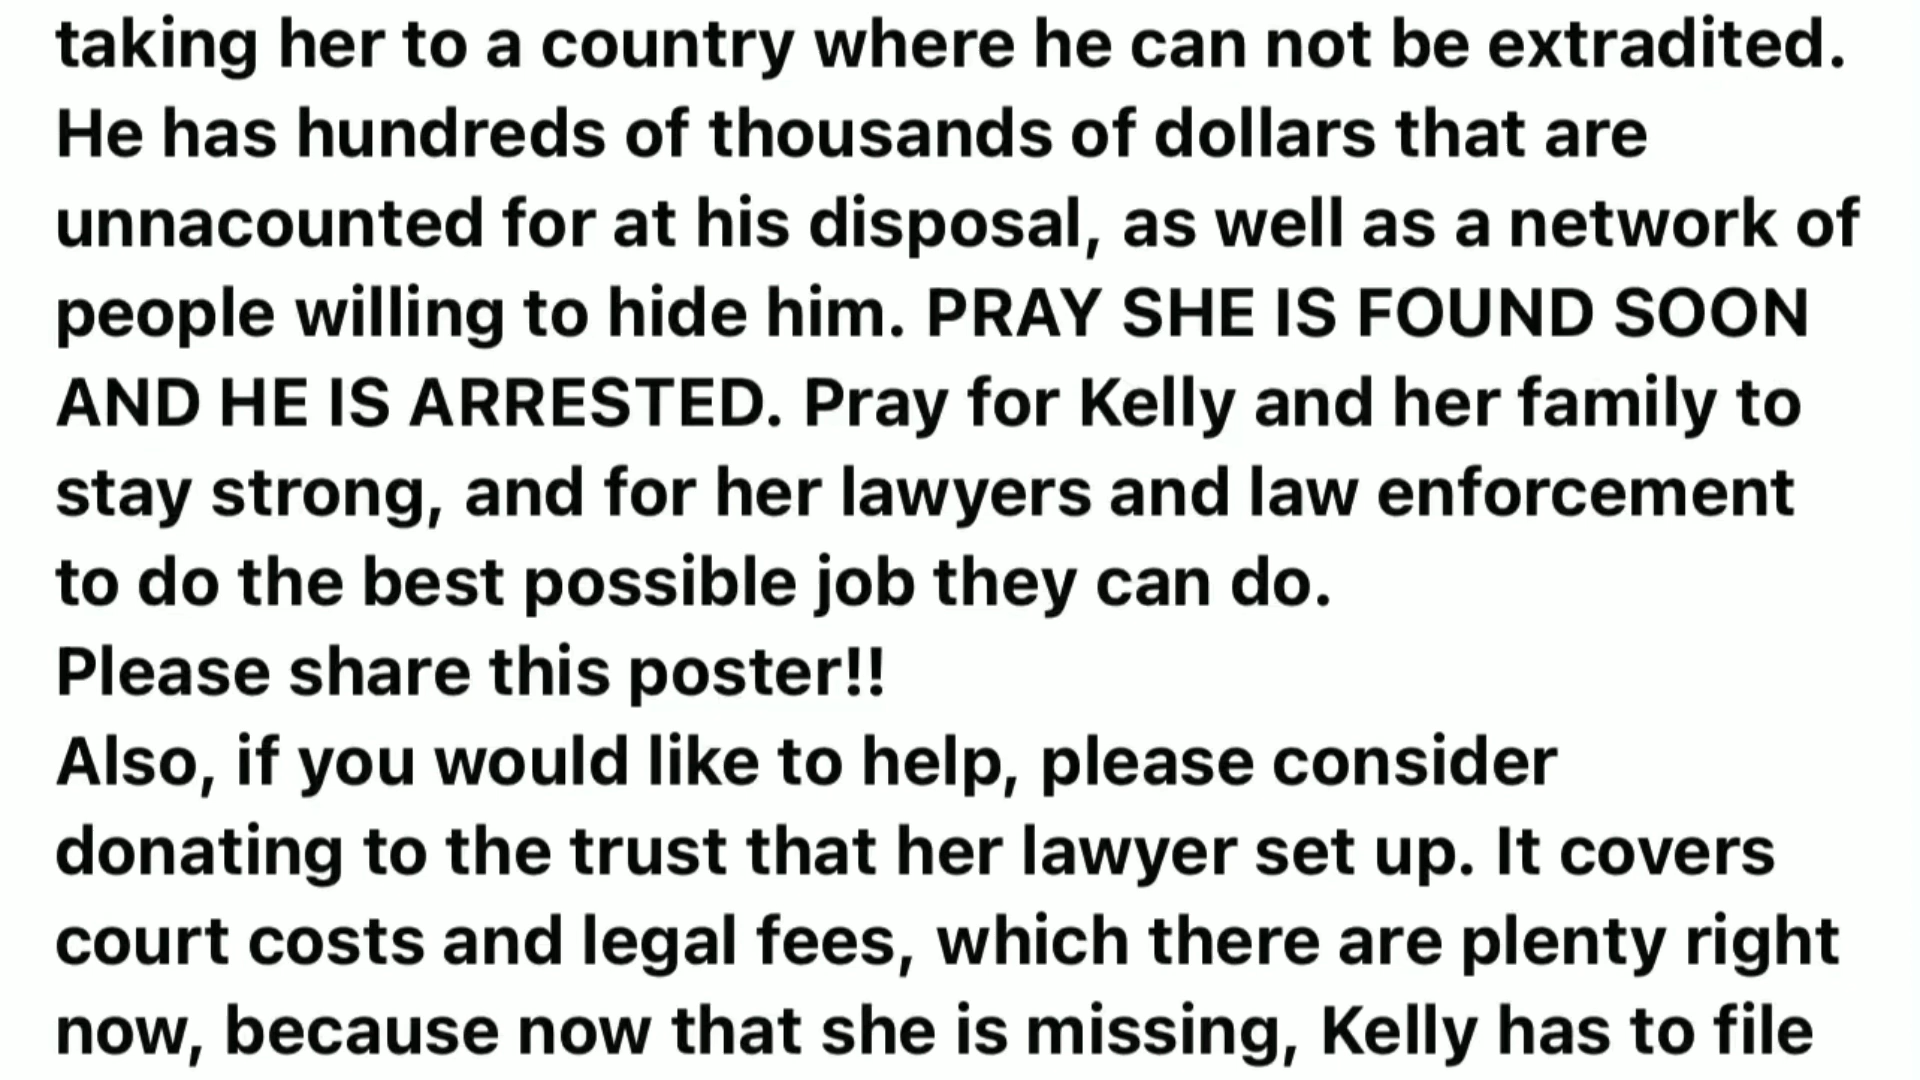 taking her to a country where he can not be extradited.
He has hundreds of thousands of dollars that are
unnacounted for at his disposal, as well as a network of
people willing to hide him. PRAY SHE IS FOUND SOON
AND HE IS ARRESTED. Pray for Kelly and her family to
stay strong, and for her lawyers and law enforcement
to do the best possible job they can do.
Please share this poster!!
Also, if you would like to help, please consider
donating to the trust that her lawyer set up. It covers
court costs and legal fees, which there are plenty right
now, because now that she is missing, Kelly has to file